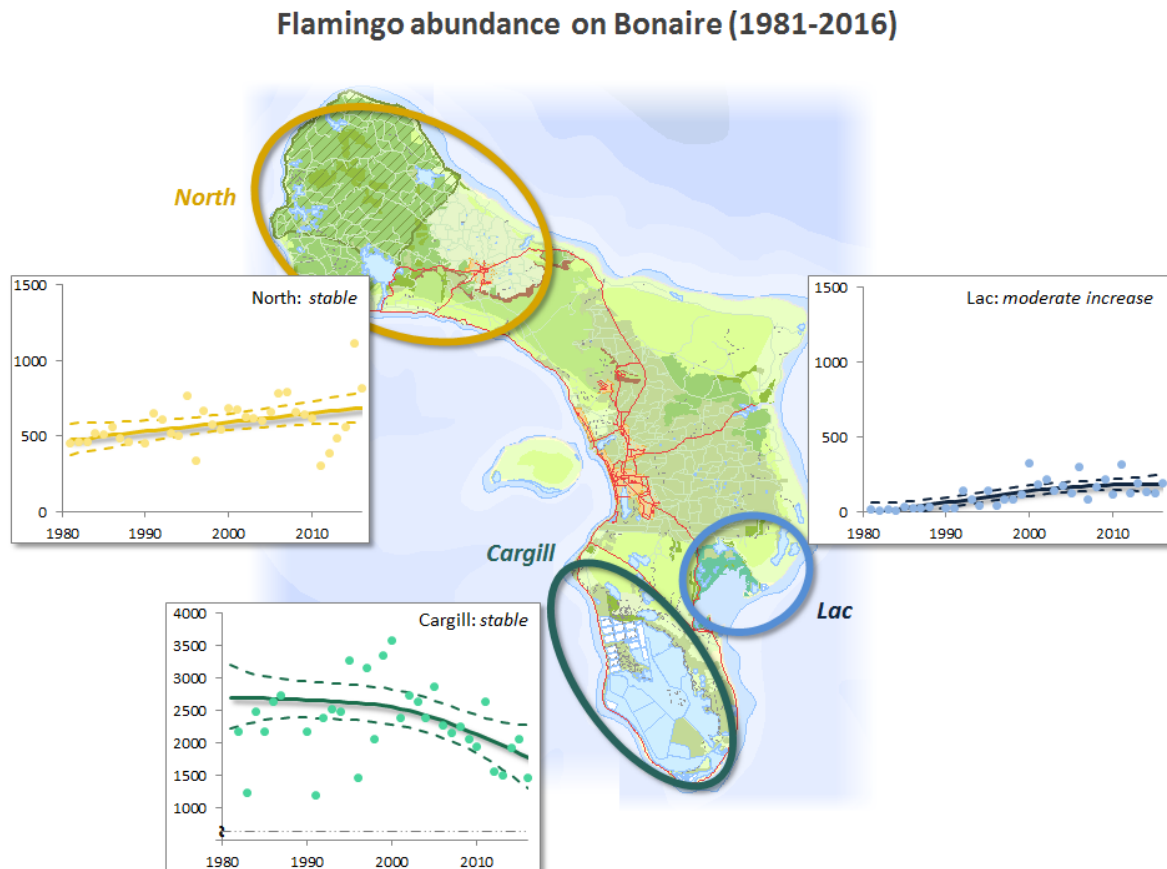 Flamingo abundance on Bonaire (1981-2016)
North
North: stable
1500
1000
500
0
1980 1990 2000 2010
Lac: moderate increase
1500
1000
500
0
1980 1990 2000 2010
Cargill
Lac
Cargill: stable
4000
3500
3000
2500
2000
1500
1000
1980 1990 2000 2010